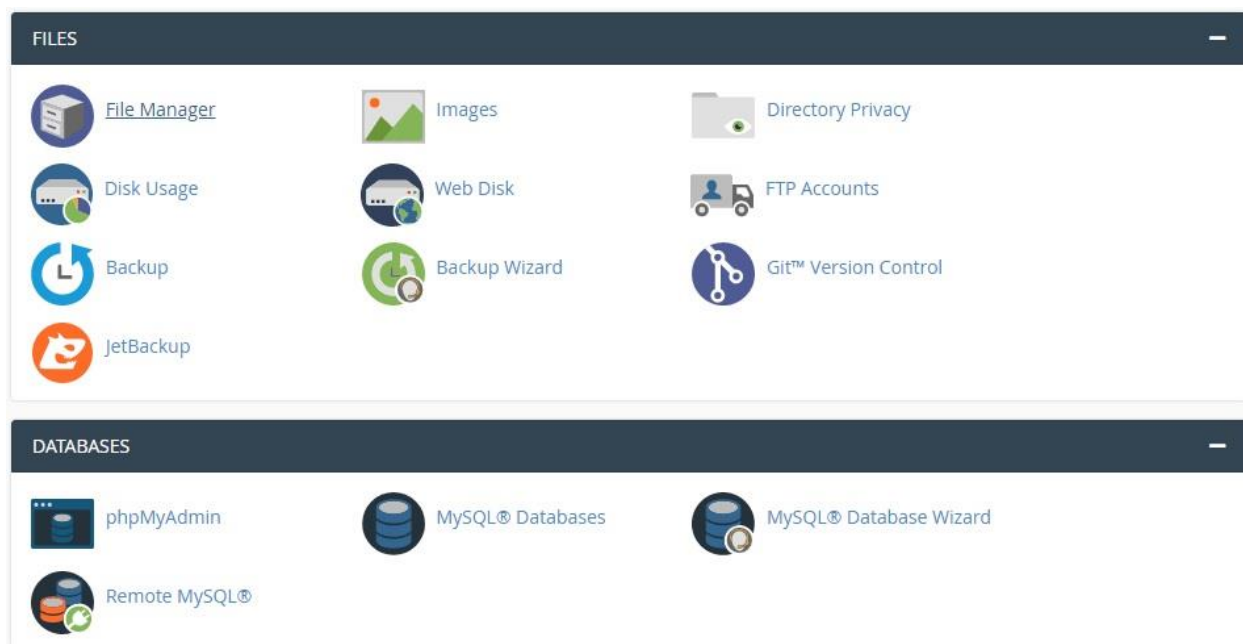 FILES
File Manager
Images
Directory Privacy
Disk Usage
Web Disk
FTP Accounts
Backup
Backup Wizard
Git™ Version Control
JetBackup
DATABASES
phpMyAdmin
MySQL® Databases
MySQL® Database Wizard
Remote MySQL®